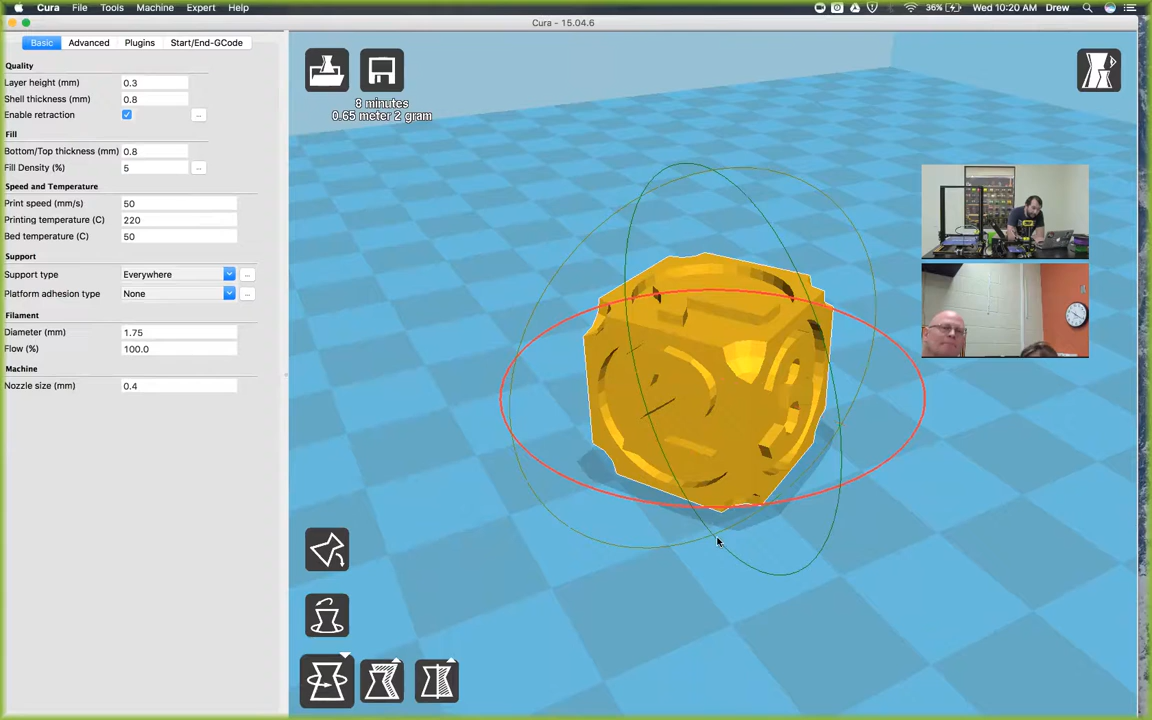 Cura File Tools Machine Expert Help 36% Wed 10:20 AM Drew
Cura - 15.04.6
Basic Advanced Plugins Start/End-GCode
Quality
Layer height (mm) 0.3
Shell thickness (mm) 0.8
Enable retraction ...
Fill
Bottom/Top thickness (mm) 0.8
Fill Density (%) 5 ...
Speed and Temperature
Print speed (mm/s) 50
Printing temperature (C) 220
Bed temperature (C) 50
Support
Support type Everywhere ...
Platform adhesion type None ...
Filament
Diameter (mm) 1.75
Flow (%) 100.0
Machine
Nozzle size (mm) 0.4
8 minutes
0.65 meter 2 gram